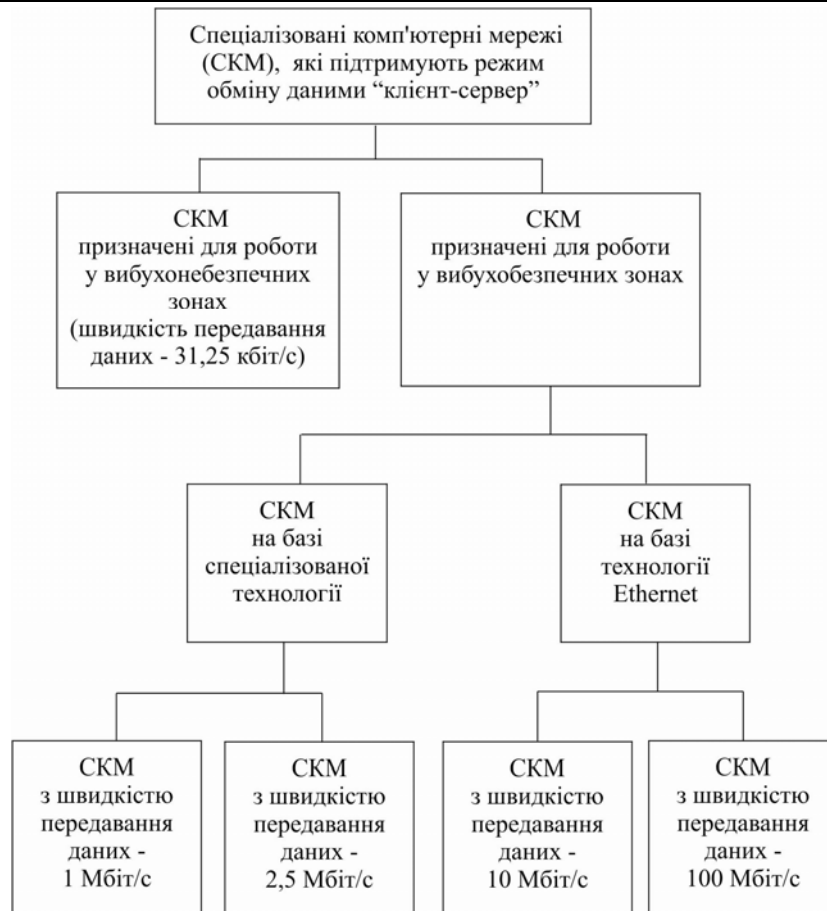 Спеціалізовані комп'ютерні мережі
(СКМ),  які підтримують режим
обміну даними “клієнт-сервер”
СКМ
призначені для роботи
у вибухонебезпечних
зонах
(швидкість передавання
даних - 31,25 кбіт/с)
СКМ
призначені для роботи
у вибухобезпечних зонах
СКМ
на базі
спеціалізованої
технології
СКМ
на базі
технології
Ethernet
СКМ
з швидкістю
передавання
даних -
1 Мбіт/с
СКМ
з швидкістю
передавання
даних -
2,5 Мбіт/с
СКМ
з швидкістю
передавання
даних -
10 Мбіт/с
СКМ
з швидкістю
передавання
даних -
100 Мбіт/с